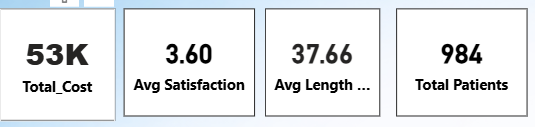 53K
Total_Cost
3.60
Avg Satisfaction
37.66
Avg Length ...
984
Total Patients